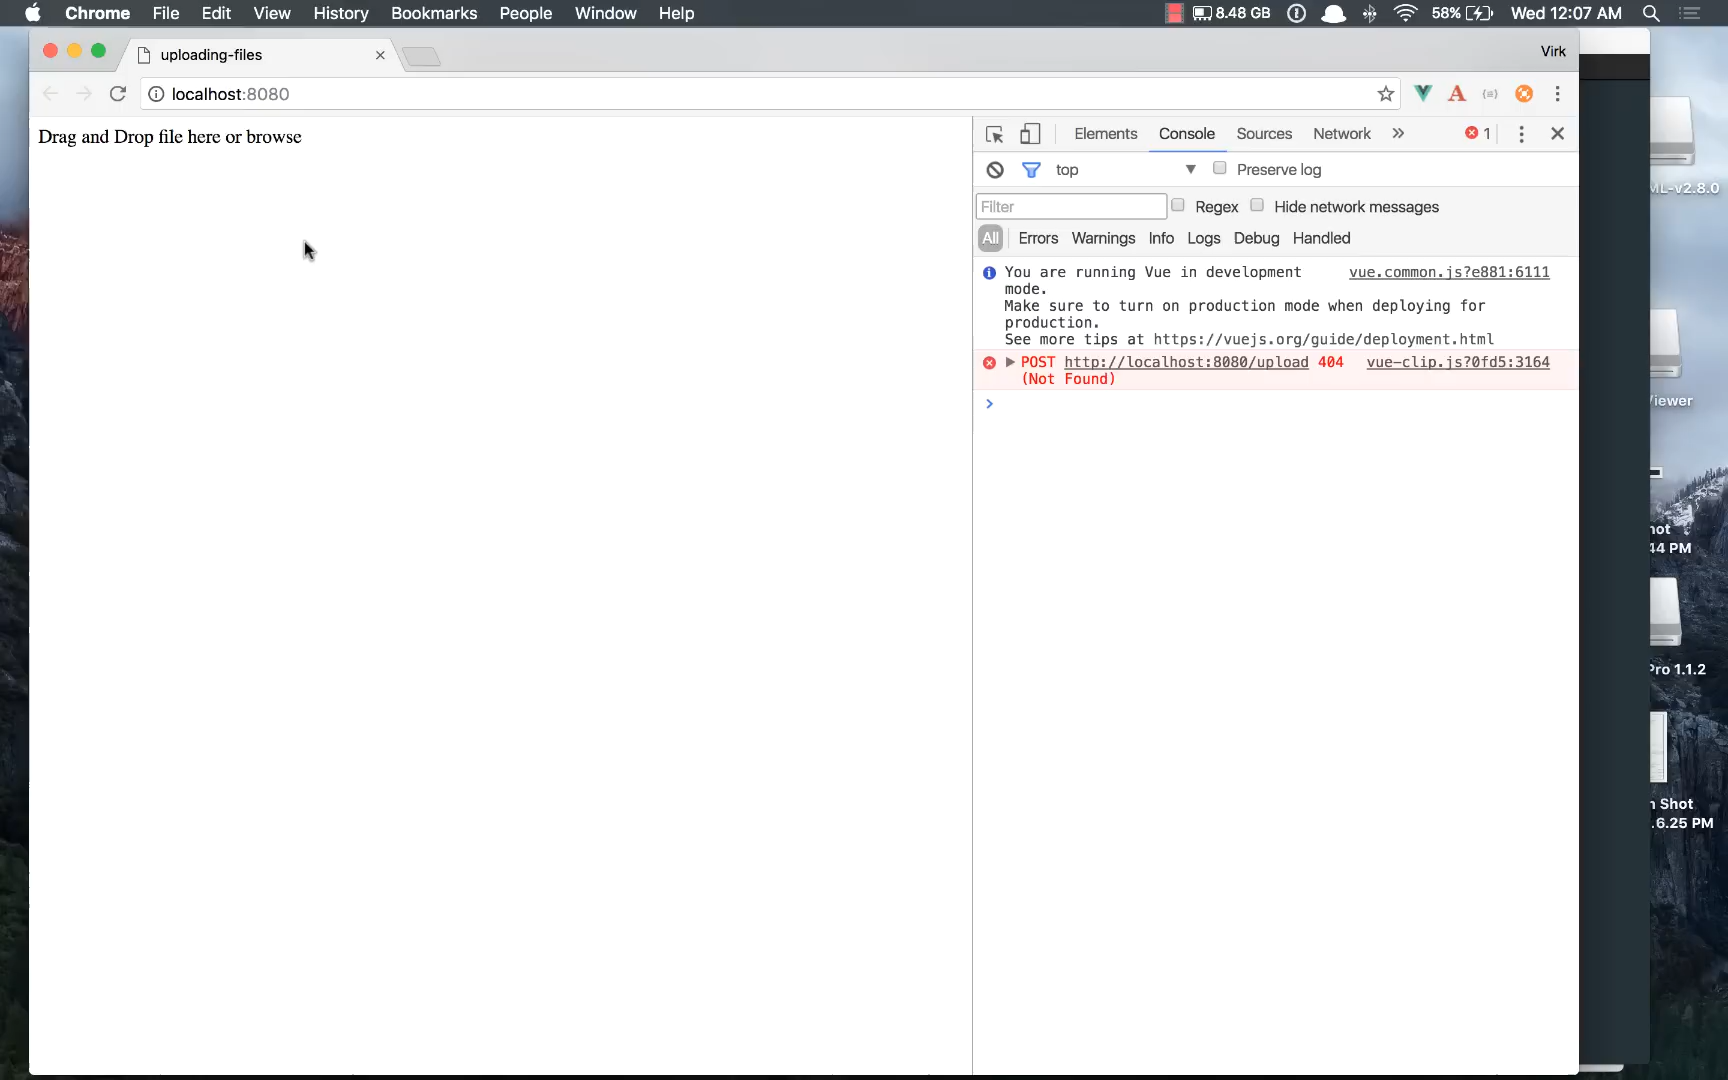 Chrome File Edit View History Bookmarks People Window Help 8.48 GB 58% Wed 12:07 AM
uploading-files Virk
localhost:8080
Drag and Drop file here or browse
Elements Console Sources Network » 1
top Preserve log
Filter Regex Hide network messages
All Errors Warnings Info Logs Debug Handled
You are running Vue in development vue.common.js?e881:6111
mode.
Make sure to turn on production mode when deploying for
production.
See more tips at https://vuejs.org/guide/deployment.html
POST http://localhost:8080/upload 404 vue-clip.js?0fd5:3164
(Not Found)
>
ML-v2.8.0
Viewer
hot
44 PM
Pro 1.1.2
n Shot
.6.25 PM